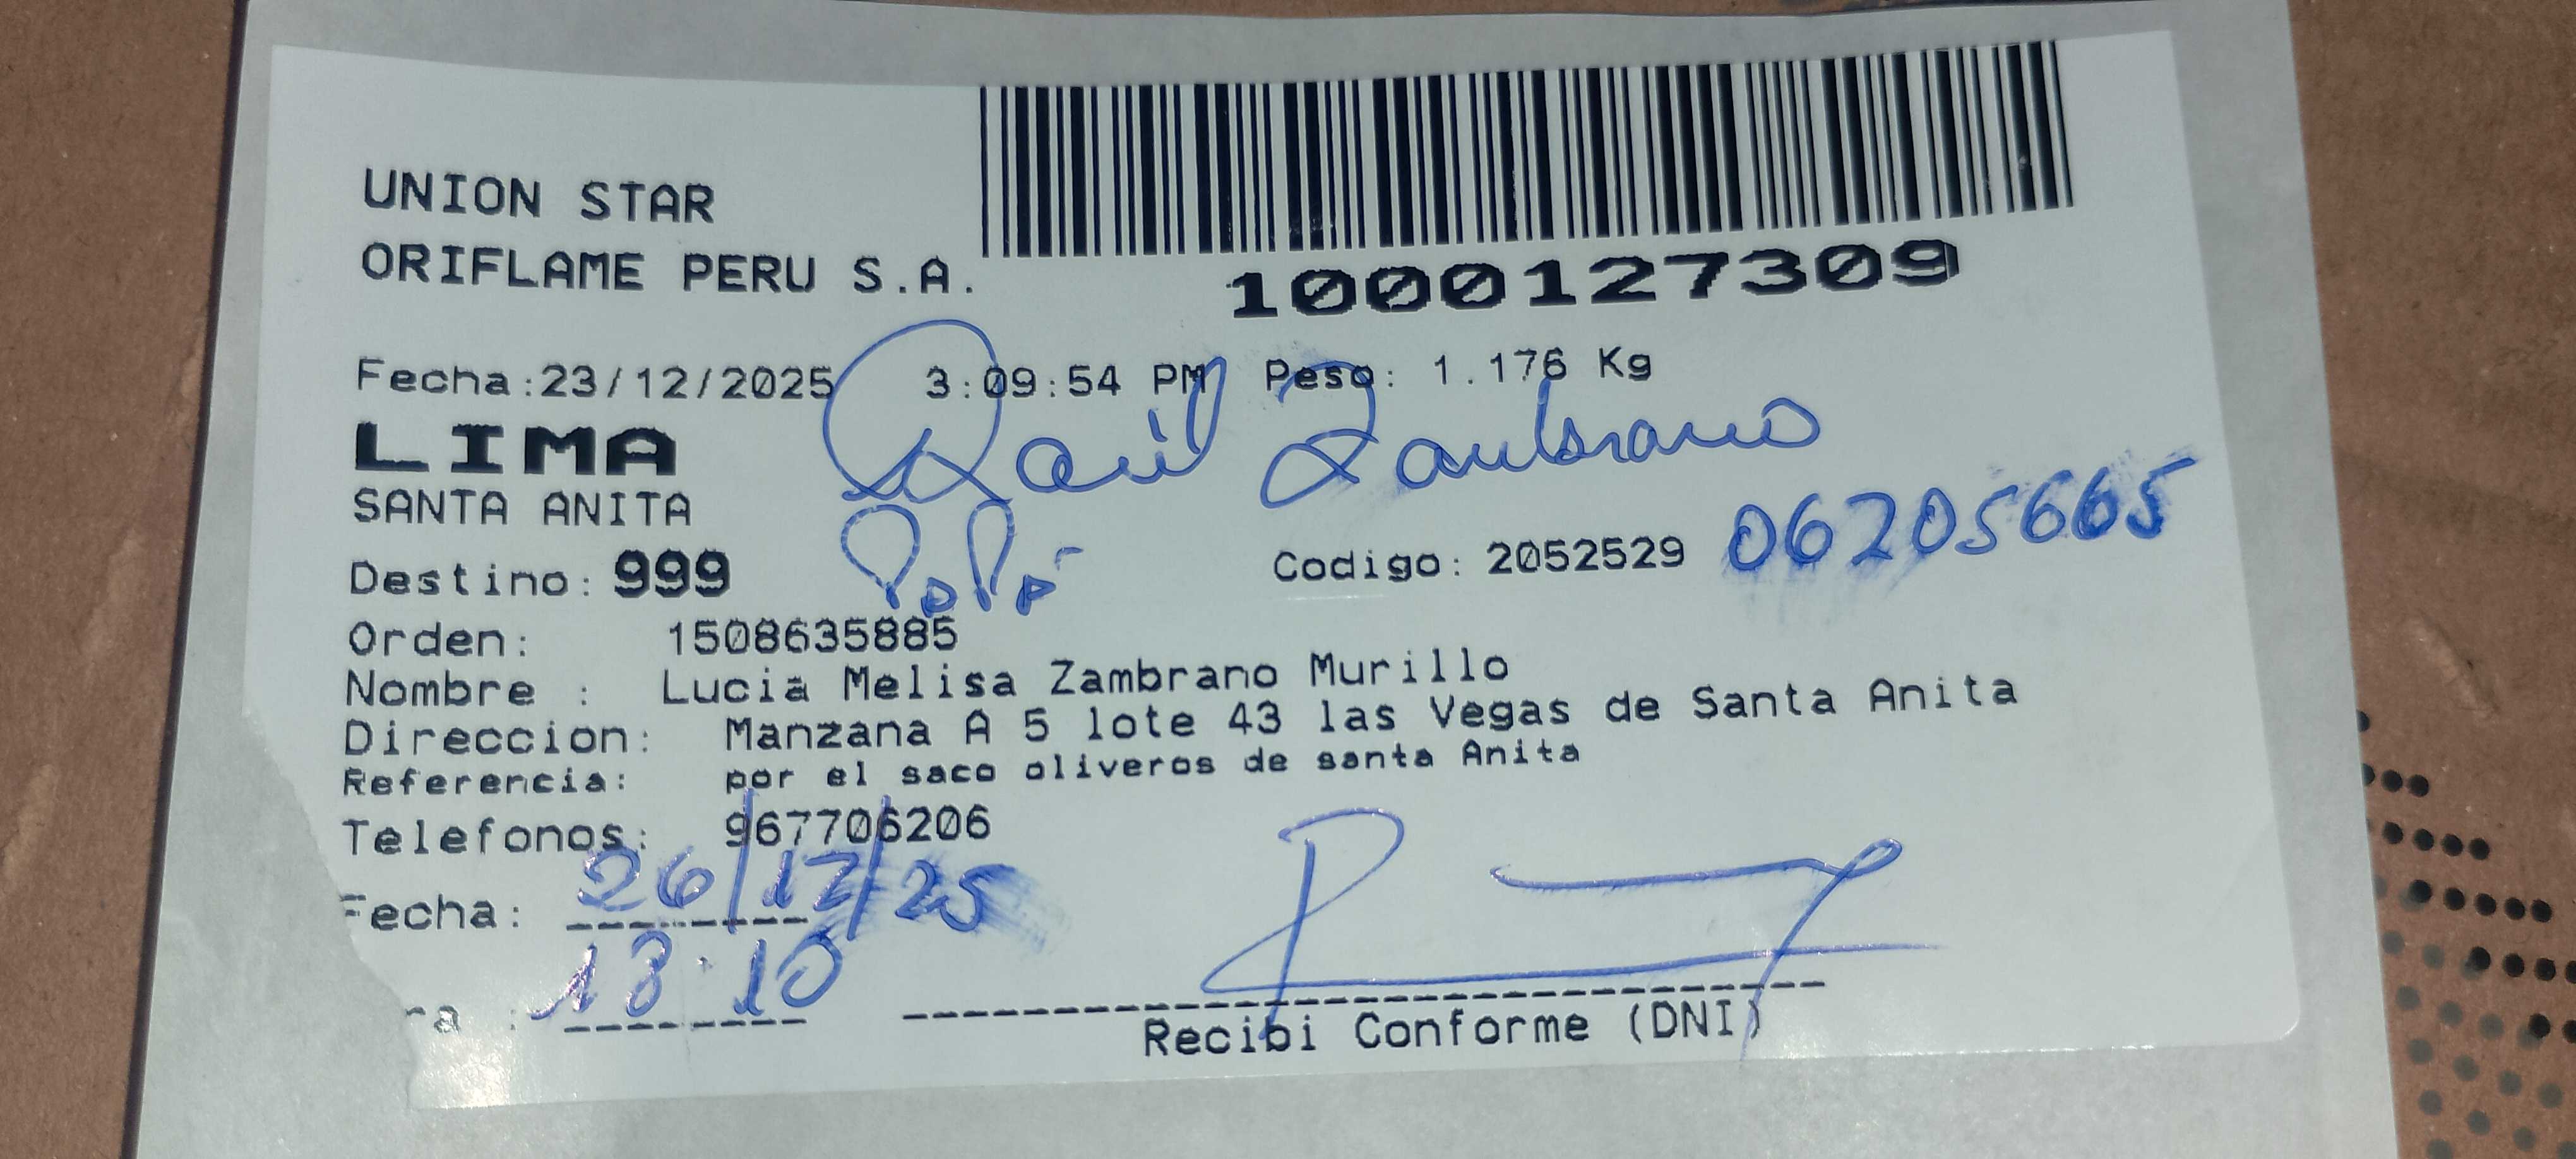 UNION STAR
ORIFLAME PERU S.A.
1000127309
Fecha:23/12/2025 3:09:54 PM Peso: 1.176 Kg
LIMA
Raúl Zambrano
SANTA ANITA
Papá
Destino: 999
Codigo: 2052529 06205665
Orden: 1508635885
Nombre : Lucia Melisa Zambrano Murillo
Direccion: Manzana A 5 lote 43 las Vegas de Santa Anita
Referencia: por el saco oliveros de santa Anita
Telefonos: 967706206
Fecha: 26/12/25
ra : 13:10
Recibi Conforme (DNI)